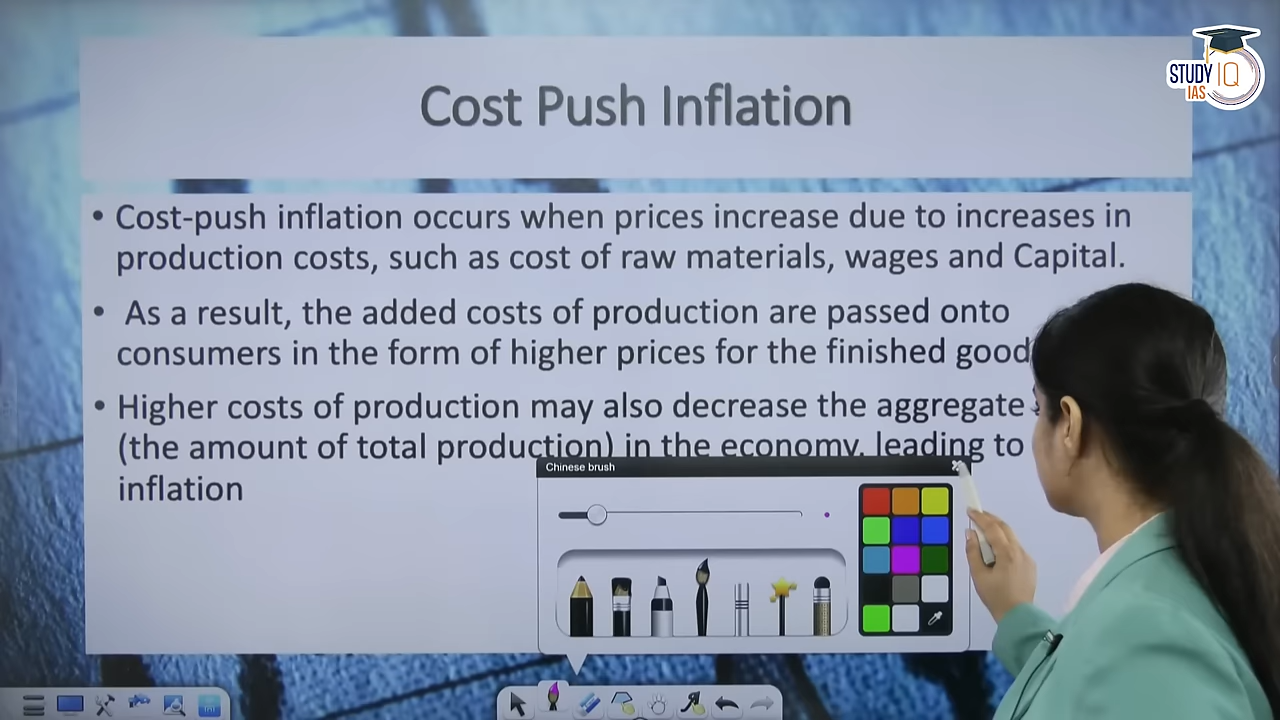 STUDY IQ
IAS
Cost Push Inflation
• Cost-push inflation occurs when prices increase due to increases in
production costs, such as cost of raw materials, wages and Capital.
• As a result, the added costs of production are passed onto
consumers in the form of higher prices for the finished good
• Higher costs of production may also decrease the aggregate
(the amount of total production) in the economy, leading to
inflation
Chinese brush